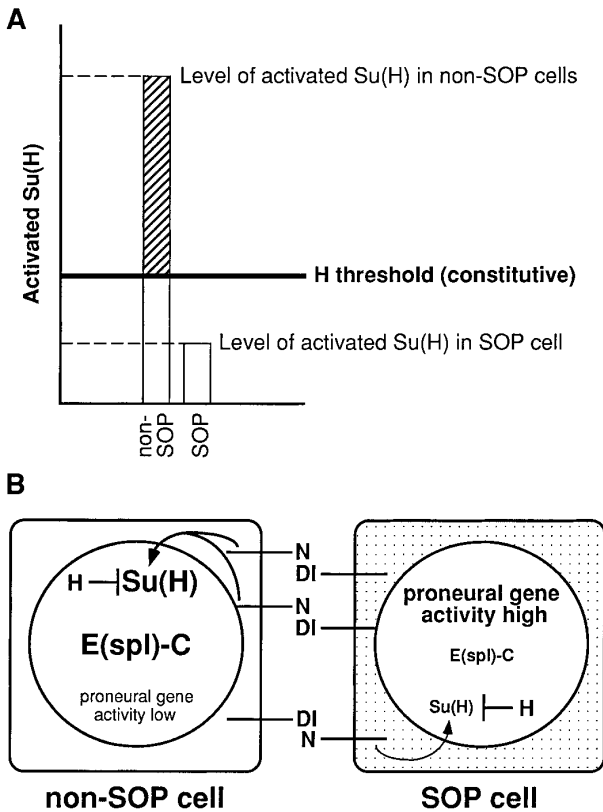 A
Level of activated Su(H) in non-SOP cells
Activated Su(H)
H threshold (constitutive)
Level of activated Su(H) in SOP cell
non-
SOP
SOP
B
N
H
Su(H)
Dl
N
Dl
E(spl)-C
proneural gene
activity low
Dl
N
proneural gene
activity high
E(spl)-C
Su(H)
H
non-SOP cell
SOP cell